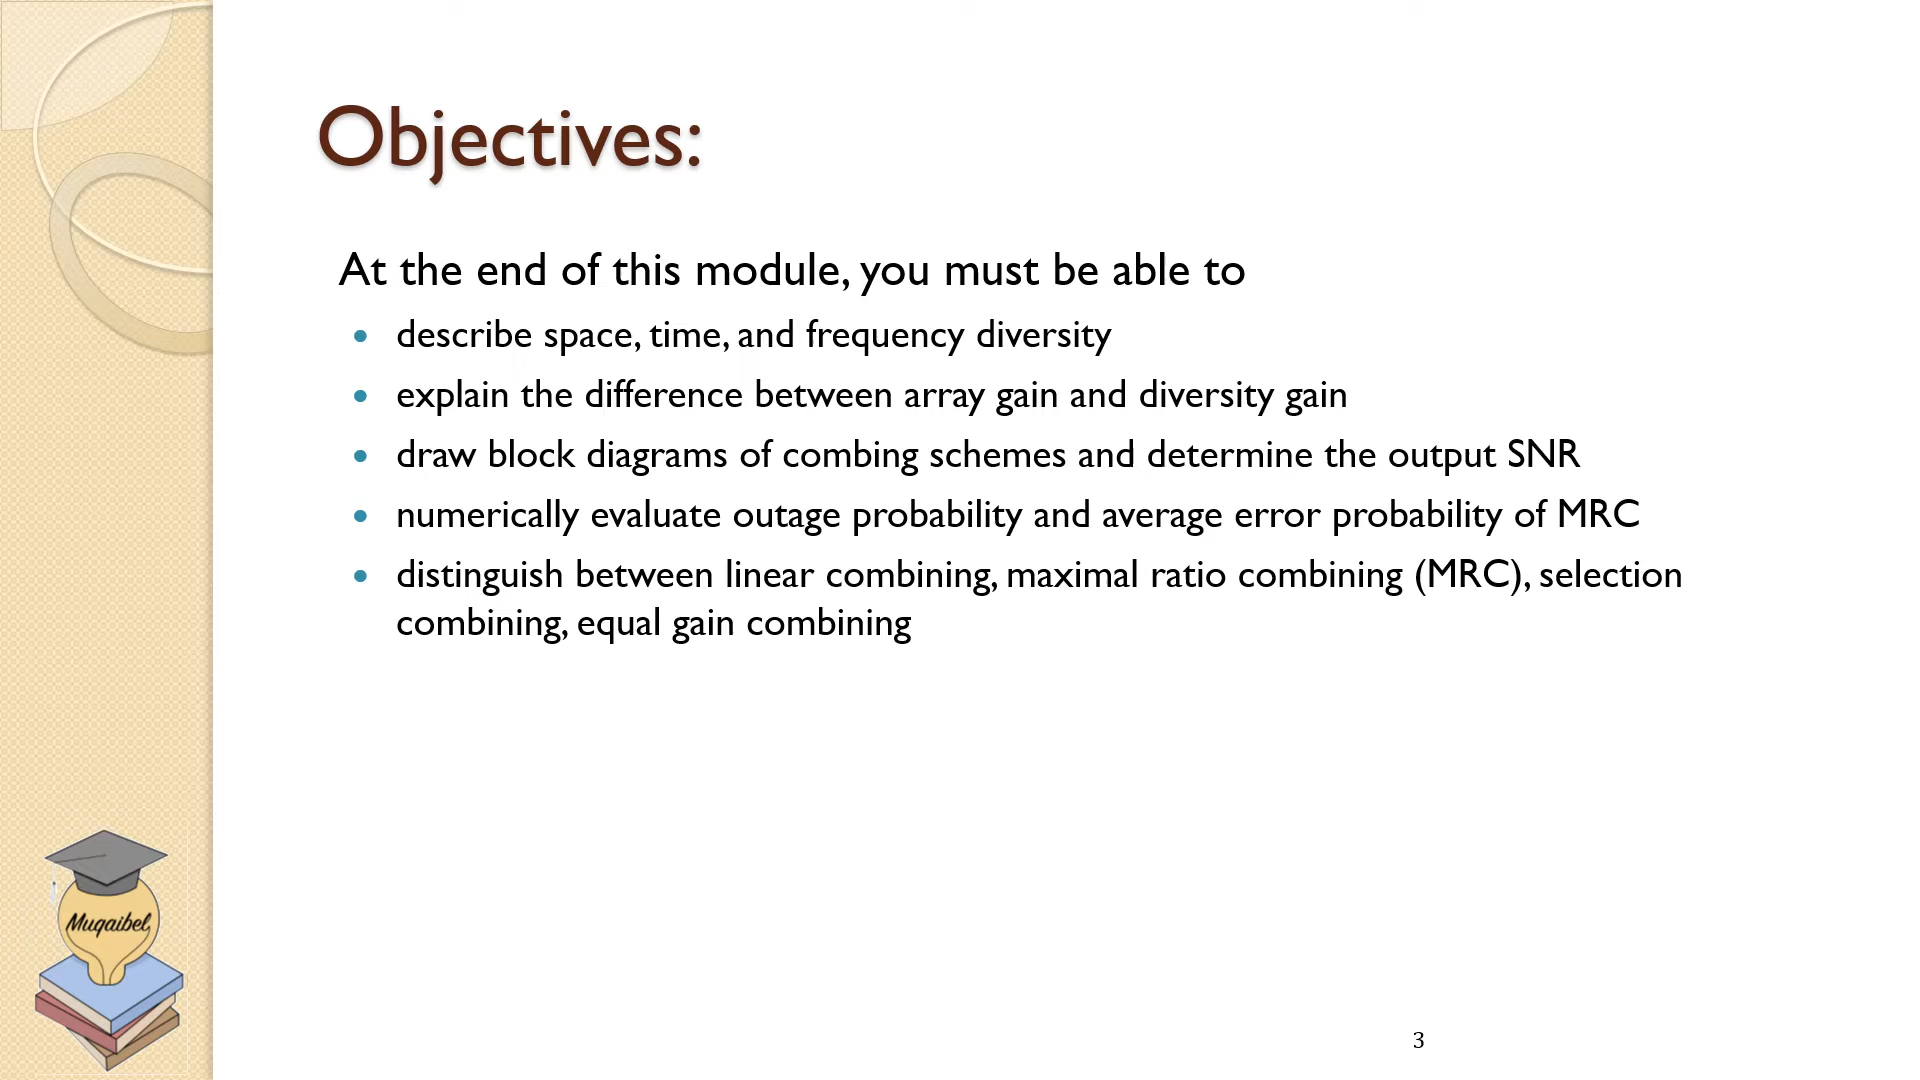 Objectives:
At the end of this module, you must be able to
• describe space, time, and frequency diversity
• explain the difference between array gain and diversity gain
• draw block diagrams of combing schemes and determine the output SNR
• numerically evaluate outage probability and average error probability of MRC
• distinguish between linear combining, maximal ratio combining (MRC), selection
combining, equal gain combining
Muqaibel
3